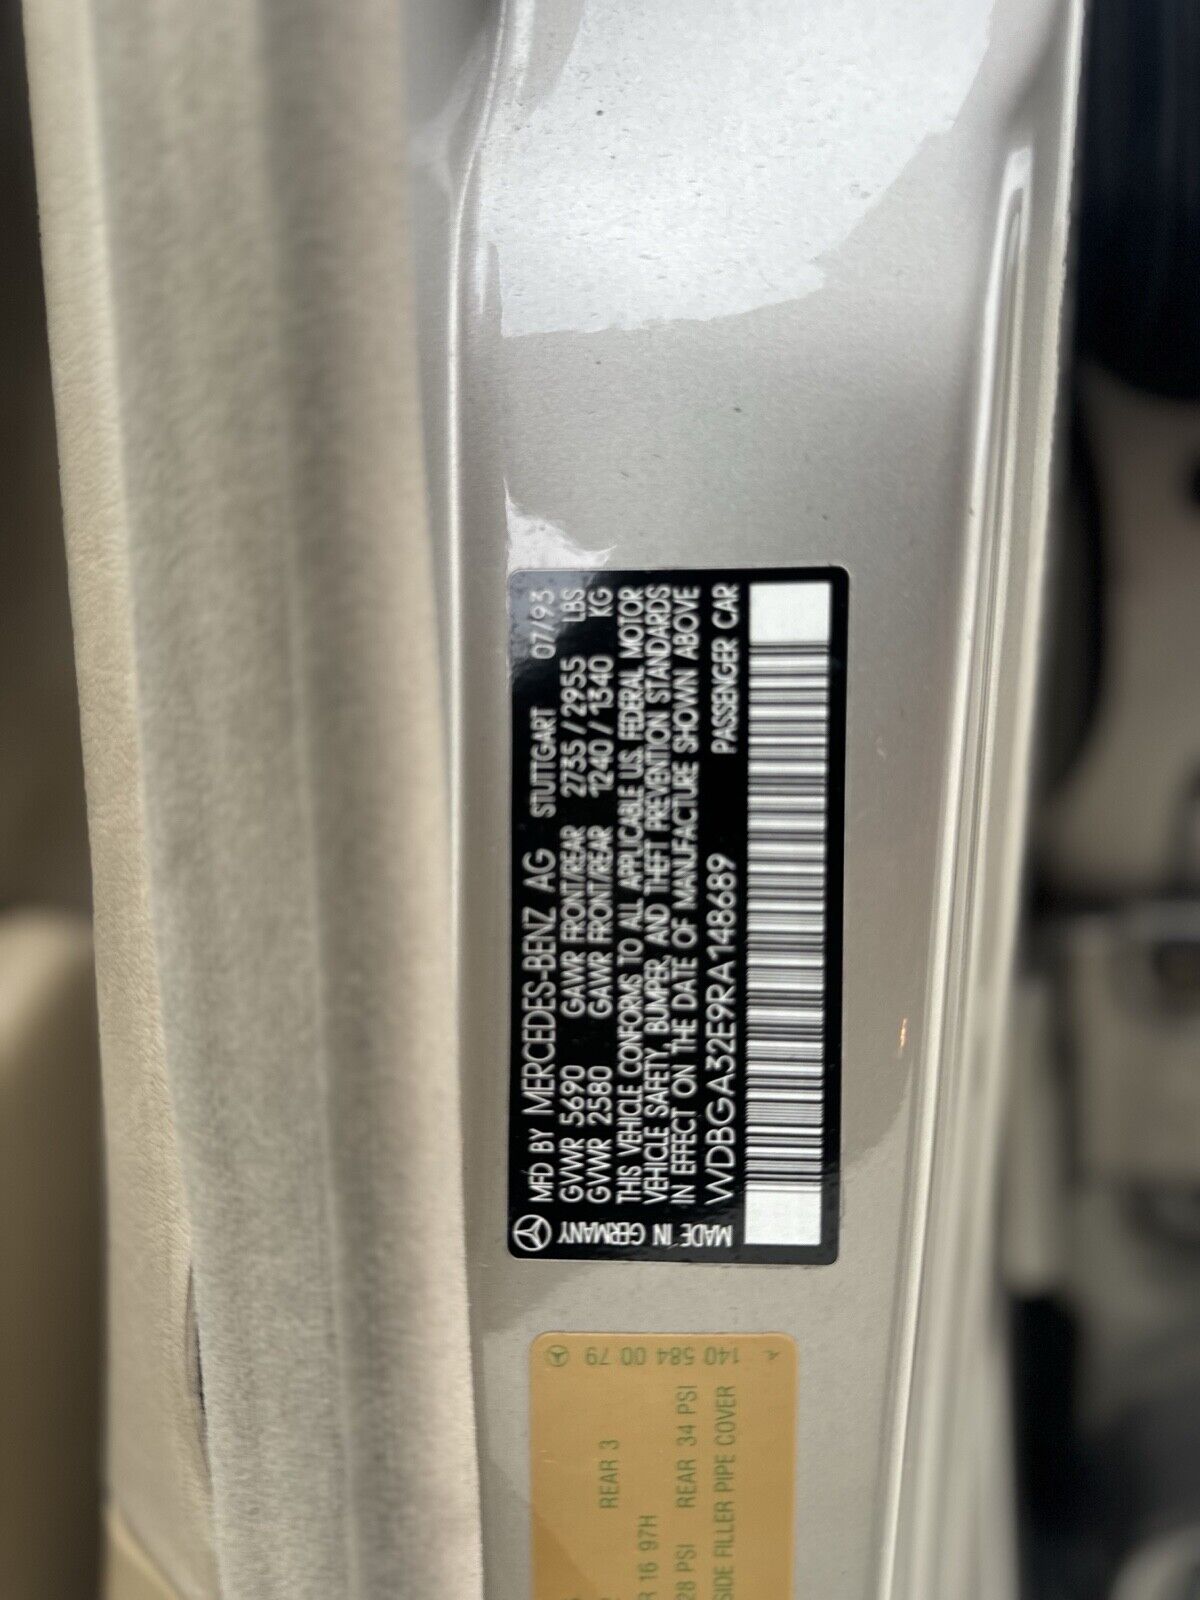 MFD BY MERCEDES-BENZ AG STUTTGART 07/93
GVWR 5690 GAWR FRONT/REAR 2735/2955 LBS
GVWR 2580 GAWR FRONT/REAR 1240/1340 KG
THIS VEHICLE CONFORMS TO ALL APPLICABLE U.S. FEDERAL MOTOR
VEHICLE SAFETY, BUMPER, AND THEFT PREVENTION STANDARDS
IN EFFECT ON THE DATE OF MANUFACTURE SHOWN ABOVE
WDBGA32E9RA148689 PASSENGER CAR
MADE IN GERMANY
140 584 00 79
REAR 3
R 16 97H
28 PSI REAR 34 PSI
SIDE FILLER PIPE COVER